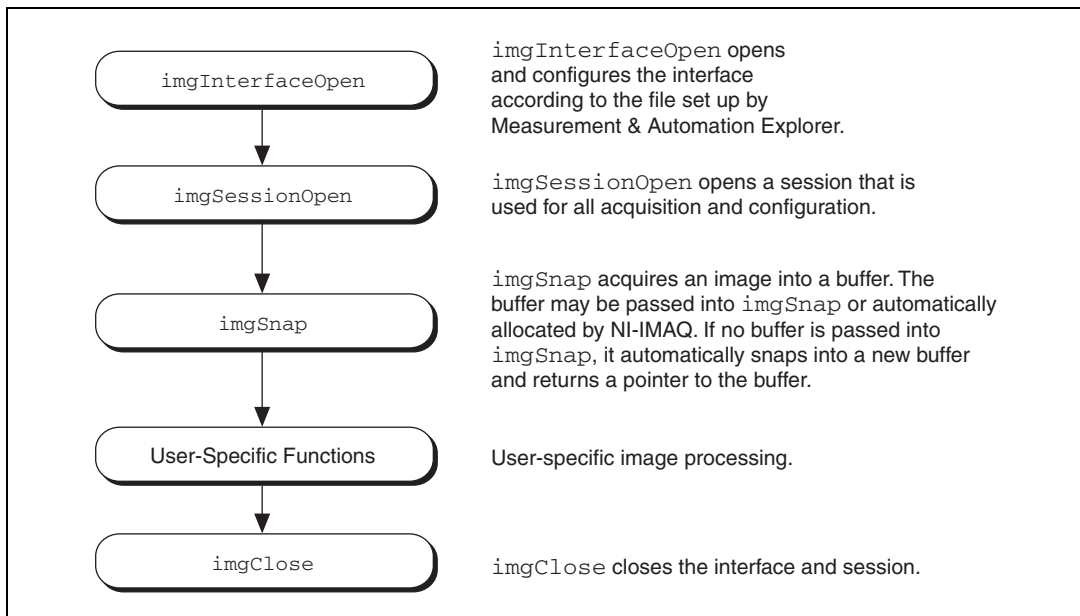 imgInterfaceOpen
imgInterfaceOpen opens
and configures the interface
according to the file set up by
Measurement & Automation Explorer.
imgSessionOpen
imgSessionOpen opens a session that is
used for all acquisition and configuration.
imgSnap
imgSnap acquires an image into a buffer. The
buffer may be passed into imgSnap or automatically
allocated by NI-IMAQ. If no buffer is passed into
imgSnap, it automatically snaps into a new buffer
and returns a pointer to the buffer.
User-Specific Functions
User-specific image processing.
imgClose
imgClose closes the interface and session.